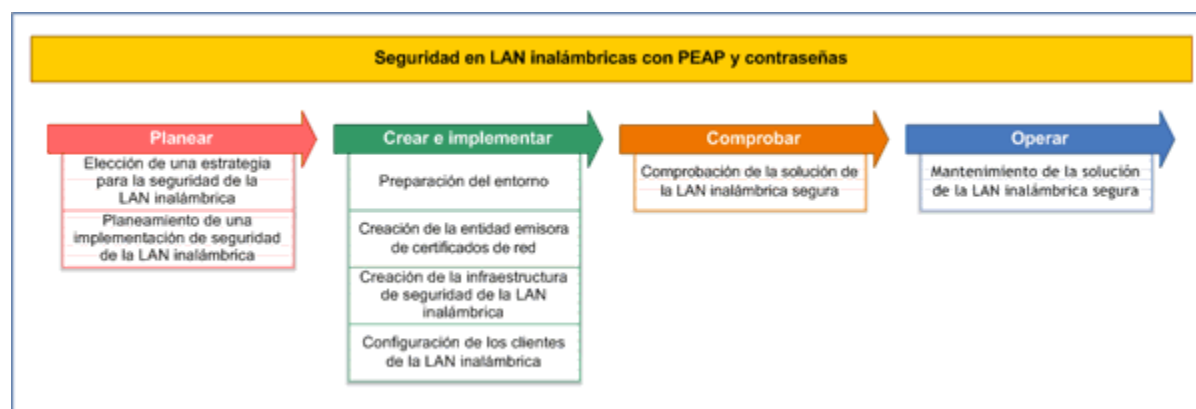 Seguridad en LAN inalámbricas con PEAP y contraseñas
Planear
Elección de una estrategia
para la seguridad de la
LAN inalámbrica
Planeamiento de una
implementación de seguridad
de la LAN inalámbrica
Crear e implementar
Preparación del entorno
Creación de la entidad emisora
de certificados de red
Creación de la infraestructura
de seguridad de la LAN
inalámbrica
Configuración de los clientes
de la LAN inalámbrica
Comprobar
Comprobación de la solución de
la LAN inalámbrica segura
Operar
Mantenimiento de la solución
de la LAN inalámbrica segura